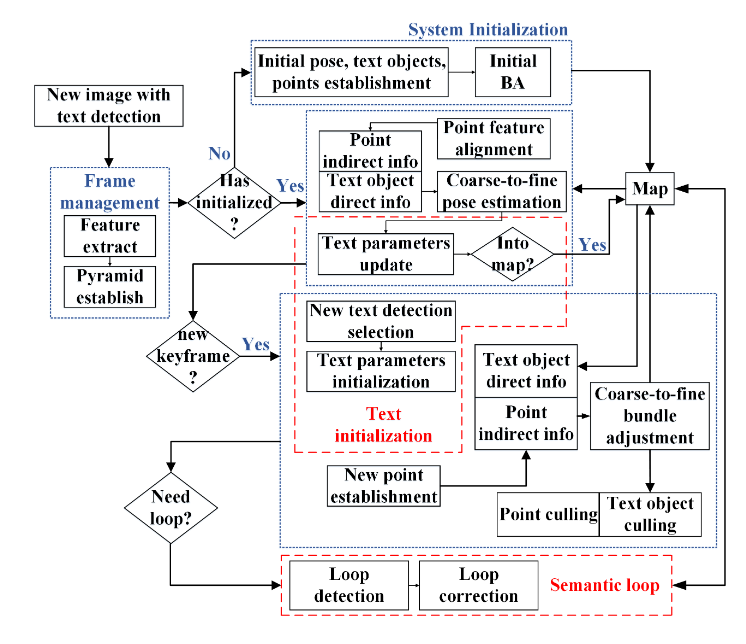 System Initialization
Initial pose, text objects,
points establishment
Initial
BA
New image with
text detection
No
Frame
management
Feature
extract
Pyramid
establish
Has
initialized
?
Yes
Point feature
alignment
Point
indirect info
Text object
direct info
Coarse-to-fine
pose estimation
Map
Text parameters
update
Into
map?
Yes
new
keyframe
?
Yes
New text detection
selection
Text parameters
initialization
Text
initialization
Text object
direct info
Point
indirect info
Coarse-to-fine
bundle
adjustment
New point
establishment
Point culling
Text object
culling
Need
loop?
Loop
detection
Loop
correction
Semantic loop